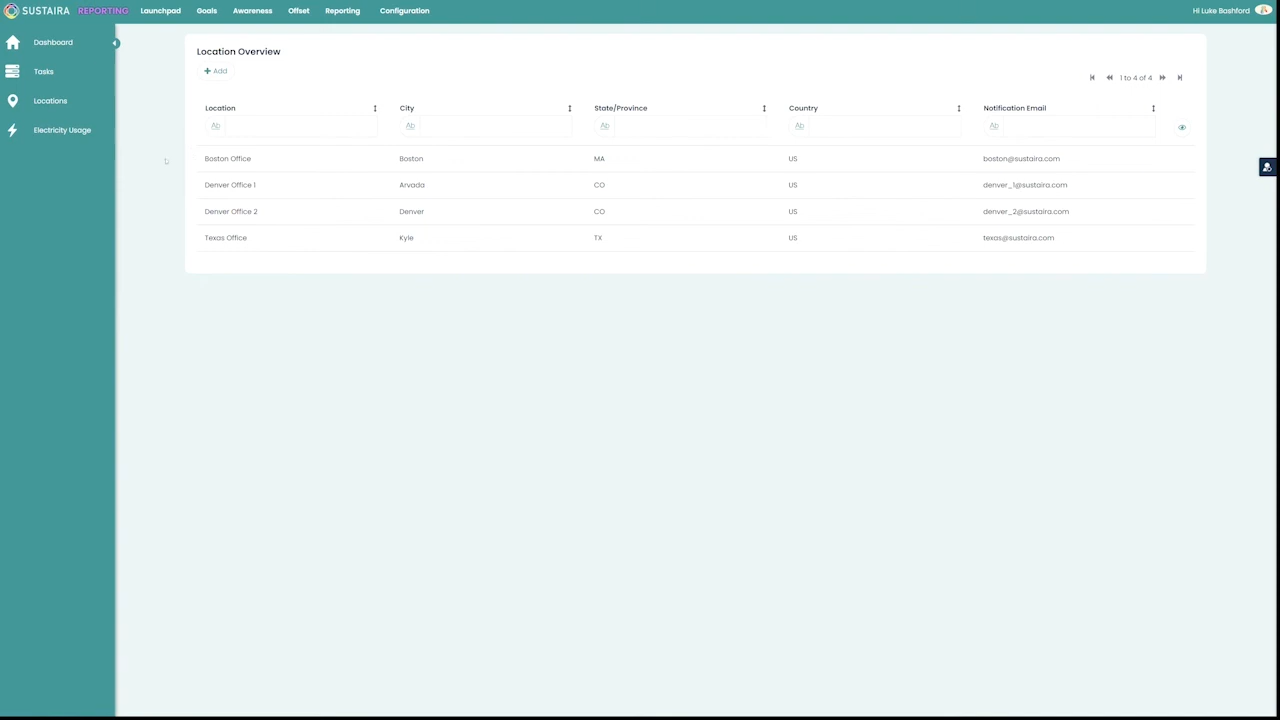 SUSTAIRA REPORTING Launchpad Goals Awareness Offset Reporting Configuration Hi Luke Bashford
Dashboard
Tasks
Locations
Electricity Usage
Location Overview
+ Add
1 to 4 of 4
Location City State/Province Country Notification Email
Ab Ab Ab Ab Ab
Boston Office Boston MA US boston@sustaira.com
Denver Office 1 Arvada CO US denver_1@sustaira.com
Denver Office 2 Denver CO US denver_2@sustaira.com
Texas Office Kyle TX US texas@sustaira.com